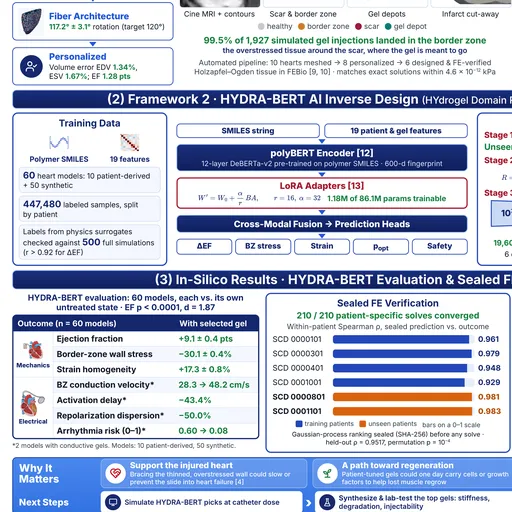 Fiber Architecture
117.2° ± 3.1° rotation (target 120°)
Personalized
Volume error EDV 1.34%,
ESV 1.67%; EF 1.28 pts
Cine MRI + contours
Scar & border zone
Gel depots
Infarct cut-away
healthy
border zone
scar
gel depot
99.5% of 1,927 simulated gel injections landed in the border zone
the overstressed tissue around the scar, where the gel is meant to go
Automated pipeline: 10 hearts meshed → 8 personalized → 6 designed & FE-verified
Holzapfel–Ogden tissue in FEBio [9, 10] · matches exact solutions within 4.6 × 10⁻¹² kPa
(2) Framework 2 · HYDRA-BERT AI Inverse Design (HYdrogel Domain R
Training Data
Polymer SMILES
19 features
60 heart models: 10 patient-derived
+ 50 synthetic
447,480 labeled samples, split
by patient
Labels from physics surrogates
checked against 500 full simulations
(r > 0.92 for ΔEF)
SMILES string
19 patient & gel features
polyBERT Encoder [12]
12-layer DeBERTa-v2 pre-trained on polymer SMILES · 600-d fingerprint
LoRA Adapters [13]
W′ = W₀ + α/r BA, r = 16, α = 32 1.18M of 86.1M params trainable
Cross-Modal Fusion → Prediction Heads
ΔEF
BZ stress
Strain
Popt
Safety
Stage 1
Unseen
Stage 2
R =
Stage 3
19,60
6
(3) In-Silico Results · HYDRA-BERT Evaluation & Sealed F
HYDRA-BERT evaluation: 60 models, each vs. its own
untreated state · EF p < 0.0001, d = 1.87
Outcome (n = 60 models)
With selected gel
Mechanics
Ejection fraction +9.1 ± 0.4 pts
Border-zone wall stress −30.1 ± 0.4%
Strain homogeneity +17.3 ± 0.8%
BZ conduction velocity* 28.3 → 48.2 cm/s
Electrical
Activation delay* −43.4%
Repolarization dispersion* −50.0%
Arrhythmia risk (0–1)* 0.60 → 0.08
*2 models with conductive gels. Models: 10 patient-derived, 50 synthetic.
Sealed FE Verification
210 / 210 patient-specific solves converged
Within-patient Spearman ρ, sealed prediction vs. outcome
SCD 0000101 0.961
SCD 0000301 0.979
SCD 0000401 0.948
SCD 0001001 0.929
SCD 0000801 0.981
SCD 0001101 0.983
training patients
unseen patients
bars on a 0–1 scale
Gaussian-process ranking sealed (SHA-256) before any solve ·
held-out ρ = 0.9517, permutation p = 10⁻⁴
Why It
Matters
Support the injured heart
Bracing the thinned, overstressed wall could slow or
prevent the slide into heart failure [4]
A path toward regeneration
Patient-tuned gels could one day carry cells or growth
factors to help lost muscle regrow
Next Steps
Simulate HYDRA-BERT picks at catheter dose
Synthesize & lab-test the top gels: stiffness,
degradation, injectability